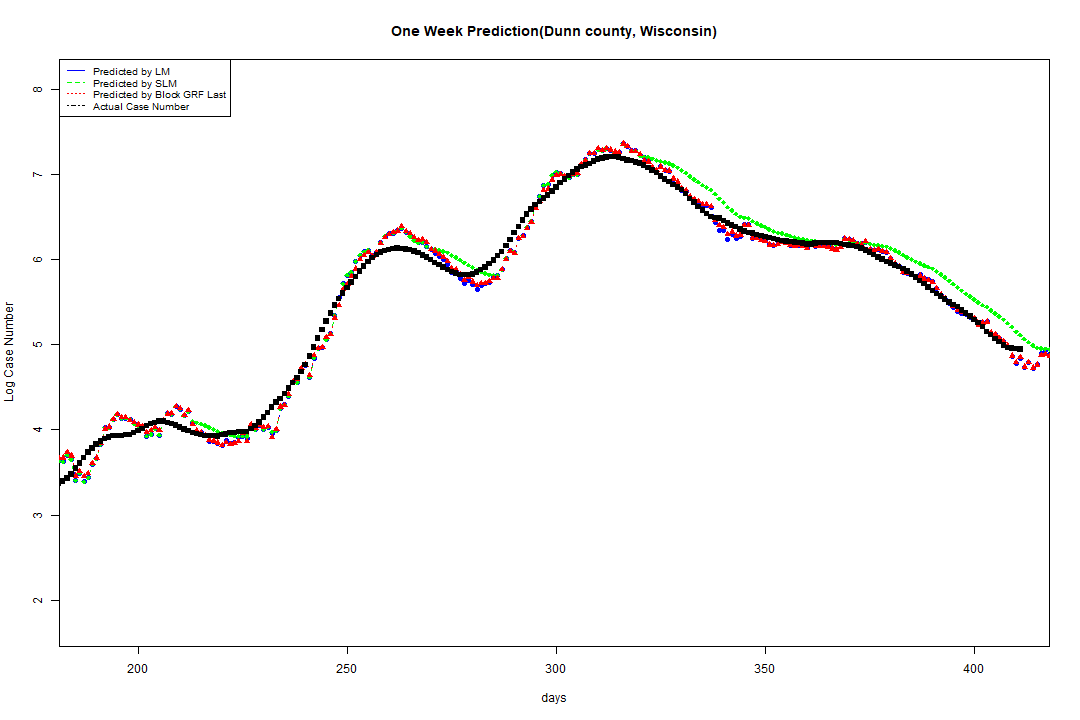 One Week Prediction(Dunn county, Wisconsin)
Predicted by LM
Predicted by SLM
Predicted by Block GRF Last
Actual Case Number
8
7
6
5
4
3
2
Log Case Number
200 250 300 350 400
days